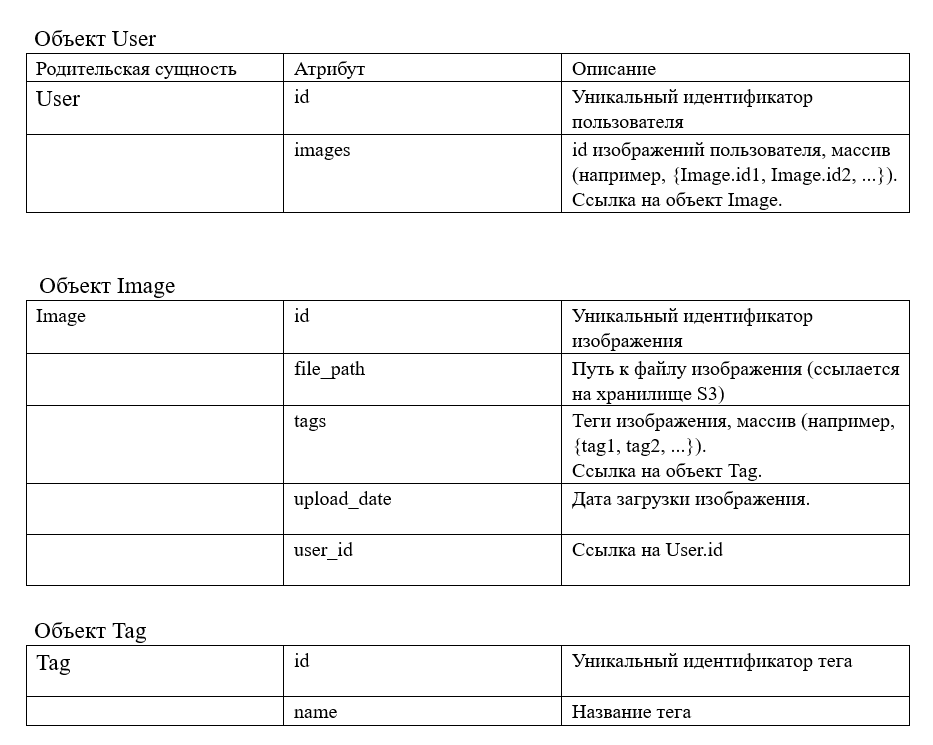 Объект User
Родительская сущность Атрибут Описание
User id Уникальный идентификатор
пользователя
images id изображений пользователя, массив
(например, {Image.id1, Image.id2, ...}).
Ссылка на объект Image.
Объект Image
Image id Уникальный идентификатор
изображения
file_path Путь к файлу изображения (ссылается
на хранилище S3)
tags Теги изображения, массив (например,
{tag1, tag2, ...}).
Ссылка на объект Tag.
upload_date Дата загрузки изображения.
user_id Ссылка на User.id
Объект Tag
Tag id Уникальный идентификатор тега
name Название тега